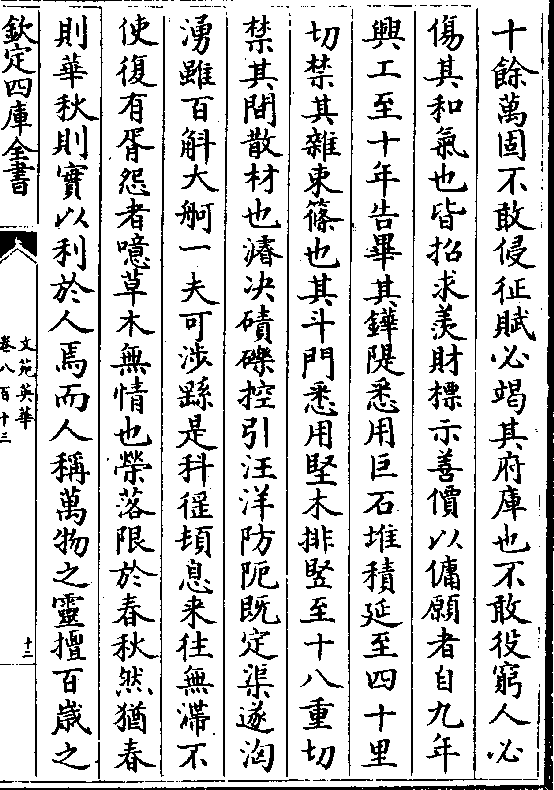 十餘萬固不敢侵征賦必竭其府庫也不敢役窮人必
傷其和氣也皆招求羨財標示善價以傭願者自九年
興工至十年告畢其鏵隄悉用巨石堆積延至四十里
切禁其雜束篠也其斗門悉用堅木排竪至十八重切
禁其間散材也濬决磧礫控引汪洋防阨既定渠遂洶
湧雖百斛大舸一夫可涉繇是科徭頓息来往無滯不
使復有胥怨者噫草木無情也榮落限於春秋然猶春
則華秋則實以利於人焉而人稱萬物之靈擅百歲之
欽定四庫全書
文苑英華
卷八百十三
十二